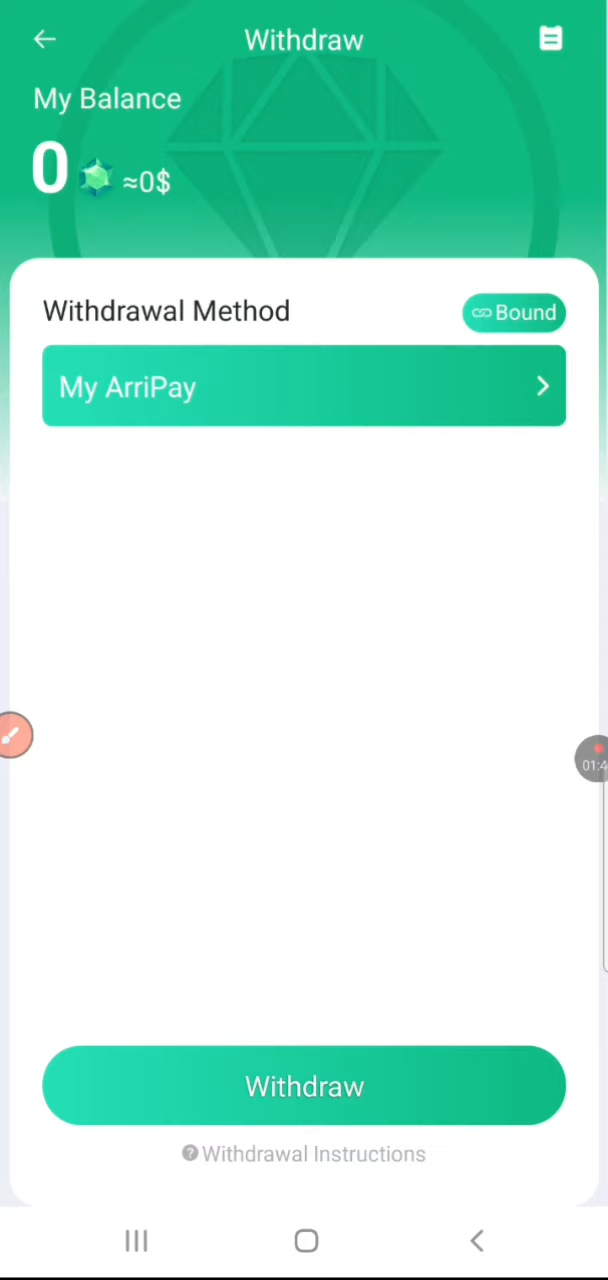 Withdraw
My Balance
0 ≈0$
Withdrawal Method
Bound
My ArriPay
01:4
Withdraw
Withdrawal Instructions